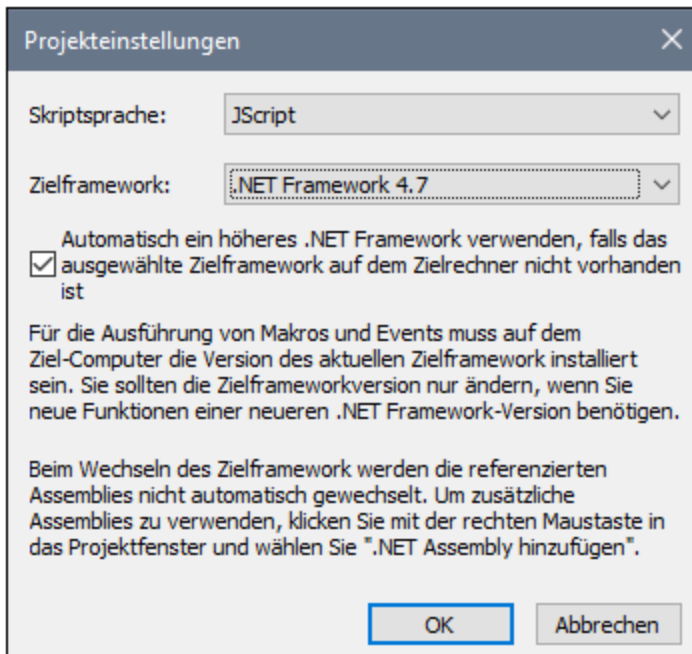 Projekteinstellungen
Skriptsprache: JScript
Zielframework: .NET Framework 4.7
Automatisch ein höheres .NET Framework verwenden, falls das
ausgewählte Zielframework auf dem Zielrechner nicht vorhanden
ist
Für die Ausführung von Makros und Events muss auf dem
Ziel-Computer die Version des aktuellen Zielframework installiert
sein. Sie sollten die Zielframeworkversion nur ändern, wenn Sie
neue Funktionen einer neueren .NET Framework-Version benötigen.
Beim Wechseln des Zielframework werden die referenzierten
Assemblies nicht automatisch gewechselt. Um zusätzliche
Assemblies zu verwenden, klicken Sie mit der rechten Maustaste in
das Projektfenster und wählen Sie ".NET Assembly hinzufügen".
OK Abbrechen